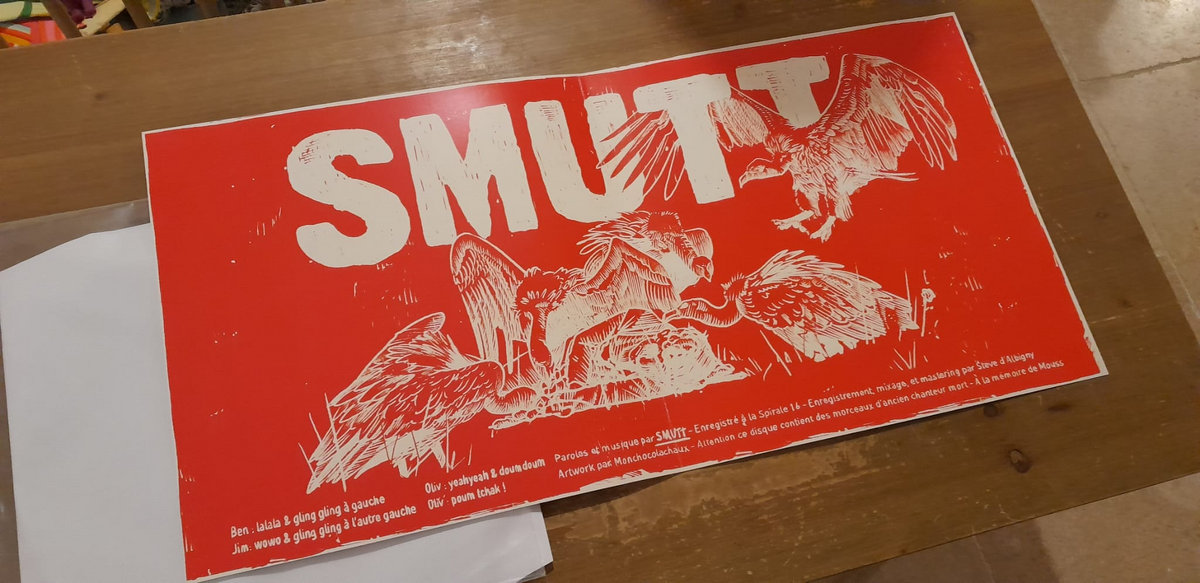 SMUTT
Ben : lalala & gling gling à gauche
Jim: wowo & gling gling à l'autre gauche
Oliv : yeahyeah & doumdoum
Oliv : poum tchak !
Paroles et musique par SMUTT - Enregistré à la Spirale 16 - Enregistrement, mixage, et mastering par Steve d'Albigny
Artwork par Monchocolachaux - Attention ce disque contient des morceaux d'ancien chanteur mort - À la mémoire de Mouss